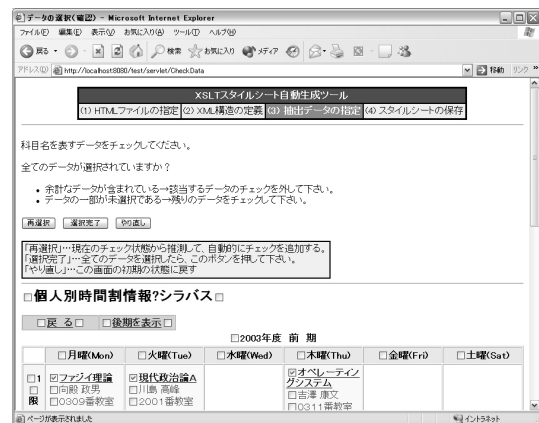 データの選択(確認) - Microsoft Internet Explorer
ファイル(F) 編集(E) 表示(V) お気に入り(A) ツール(T) ヘルプ(H)
戻る 検索 お気に入り メディア
アドレス(D) http://localhost:8080/test/servlet/CheckData 移動 リンク »
XSLTスタイルシート自動生成ツール
(1) HTMLファイルの指定 (2) XML構造の定義 (3) 抽出データの指定 (4) スタイルシートの保存
科目名を表すデータをチェックしてください。
全てのデータが選択されていますか?
• 余計なデータが含まれている→該当するデータのチェックを外して下さい。
• データの一部が未選択である→残りのデータをチェックして下さい。
再選択 選択完了 やり直し
「再選択」…現在のチェック状態から推測して、自動的にチェックを追加する。
「選択完了」…全てのデータを選択したら、このボタンを押して下さい。
「やり直し」…この画面の初期の状態に戻す
□個人別時間割情報?シラバス□
□戻 る□ □後期を表示□
□2003年度 前 期
□月曜(Mon) □火曜(Tue) □水曜(Wed) □木曜(Thu) □金曜(Fri) □土曜(Sat)
□1 □ 限
☑ファジイ理論 □向殿 政男 □0309番教室
☑現代政治論A □川島 高峰 □2001番教室
☑オペレーティングシステム □吉澤 康文 □0311番教室
ページが表示されました イントラネット